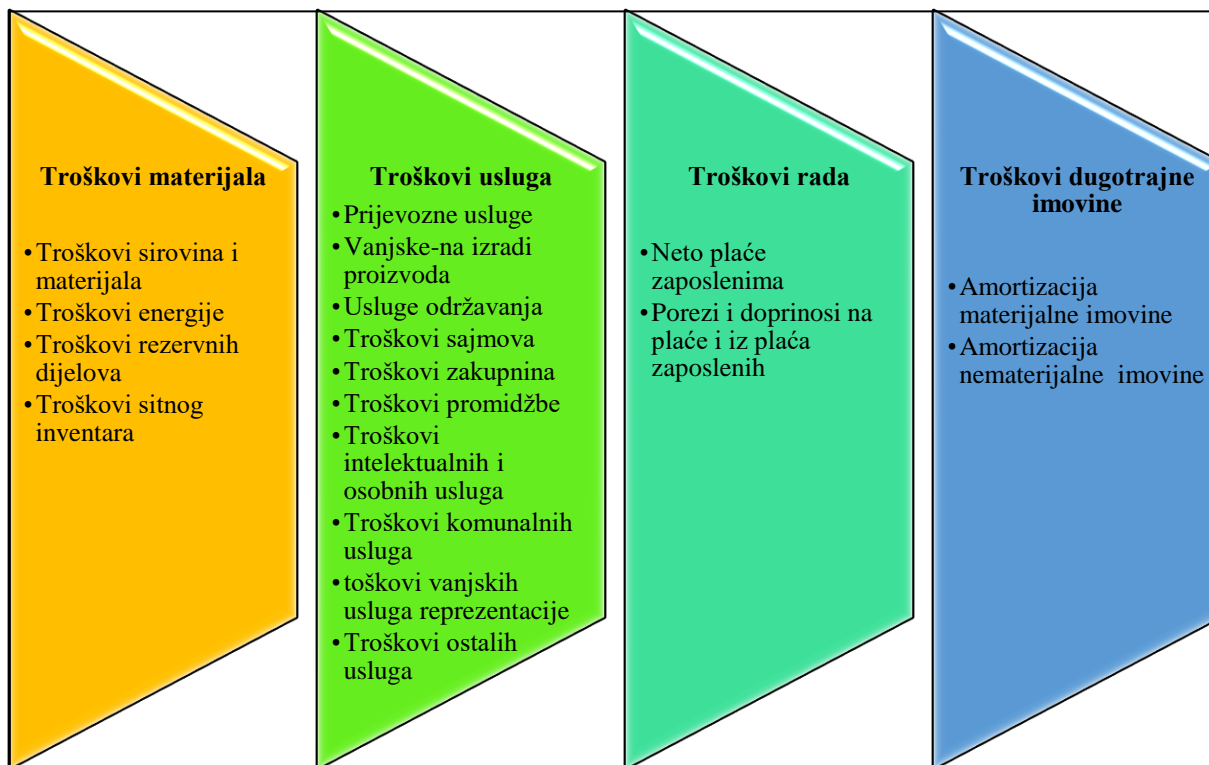 Troškovi materijala
•Troškovi sirovina i
materijala
•Troškovi energije
•Troškovi rezervnih
dijelova
•Troškovi sitnog
inventara
Troškovi usluga
•Prijevozne usluge
•Vanjske-na izradi
proizvoda
•Usluge održavanja
•Troškovi sajmova
•Troškovi zakupnina
•Troškovi promidžbe
•Troškovi
intelektualnih i
osobnih usluga
•Troškovi komunalnih
usluga
•toškovi vanjskih
usluga reprezentacije
•Troškovi ostalih
usluga
Troškovi rada
•Neto plaće
zaposlenima
•Porezi i doprinosi na
plaće i iz plaća
zaposlenih
Troškovi dugotrajne
imovine
•Amortizacija
materijalne imovine
•Amortizacija
nematerijalne imovine